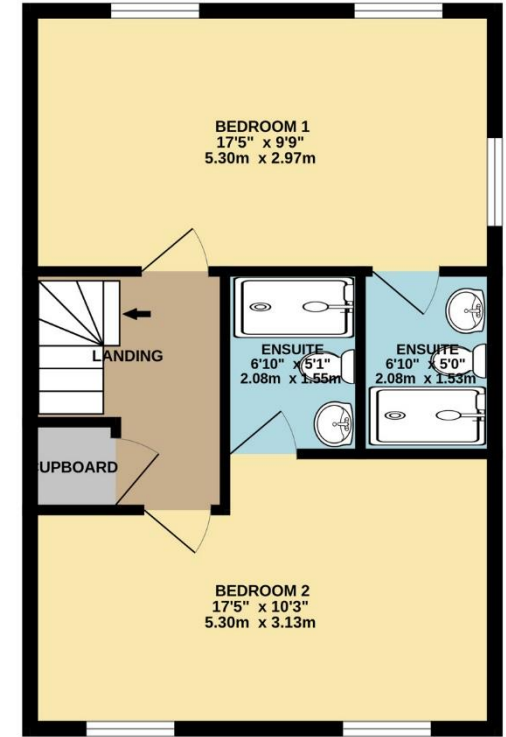 BEDROOM 1
17'5" x 9'9"
5.30m x 2.97m
LANDING
ENSUITE
6'10" x 5'1"
2.08m x 1.55m
ENSUITE
6'10" x 5'0"
2.08m x 1.53m
CUPBOARD
BEDROOM 2
17'5" x 10'3"
5.30m x 3.13m